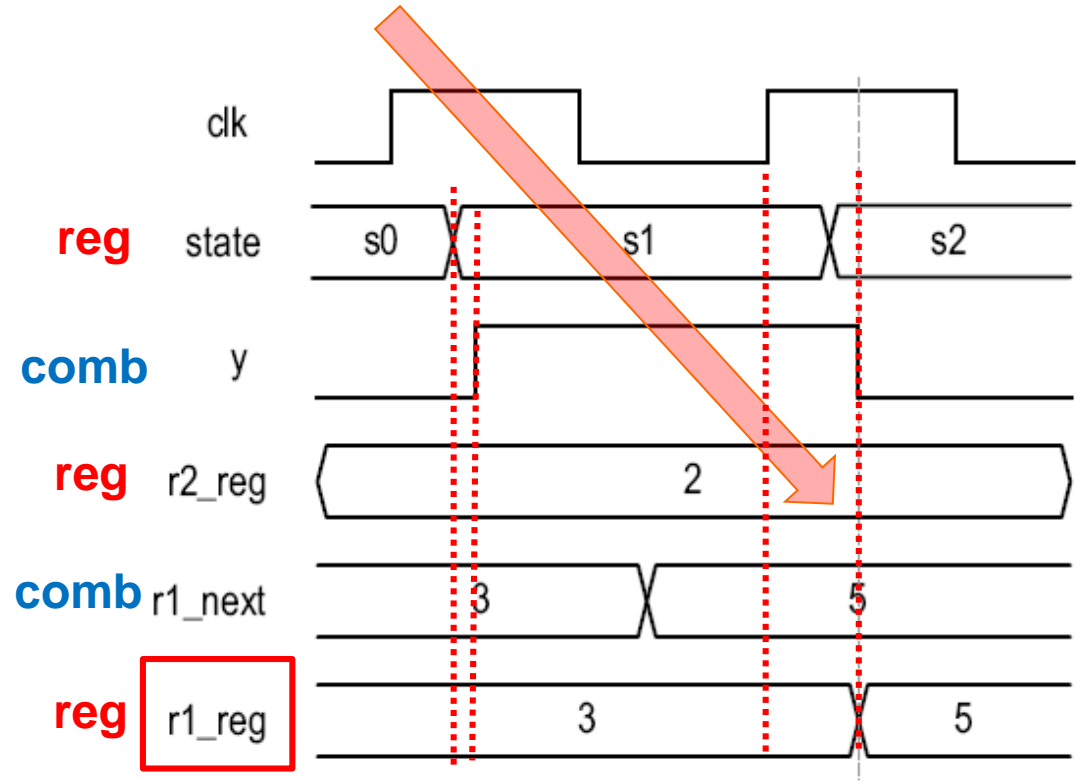 clk
reg state s0 s1 s2
comb y
reg r2_reg 2
comb r1_next 3 5
reg r1_reg 3 5